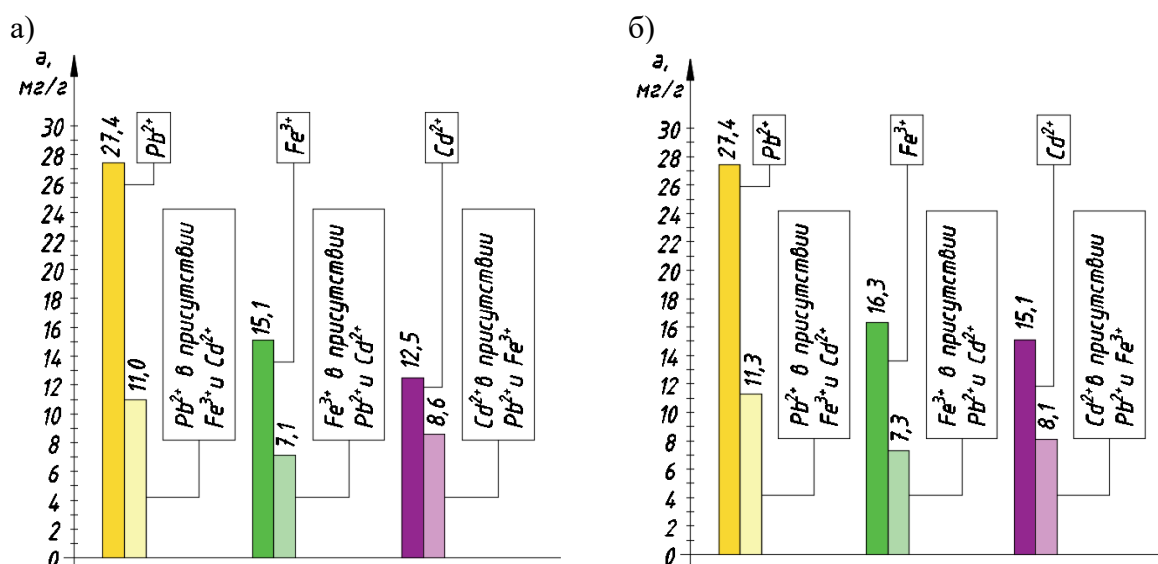 а)
а,
мг/г
30
28
26
24
22
20
18
16
14
12
10
8
6
4
2
0
27,4
Pb²⁺
11,0
Pb²⁺ в присутствии
Fe³⁺ и Cd²⁺
15,1
Fe³⁺
7,1
Fe³⁺ в присутствии
Pb²⁺ и Cd²⁺
12,5
Cd²⁺
8,6
Cd²⁺ в присутствии
Pb²⁺ и Fe³⁺
б)
а,
мг/г
30
28
26
24
22
20
18
16
14
12
10
8
6
4
2
0
27,4
Pb²⁺
11,3
Pb²⁺ в присутствии
Fe³⁺ и Cd²⁺
16,3
Fe³⁺
7,3
Fe³⁺ в присутствии
Pb²⁺ и Cd²⁺
15,1
Cd²⁺
8,1
Cd²⁺ в присутствии
Pb²⁺ и Fe³⁺